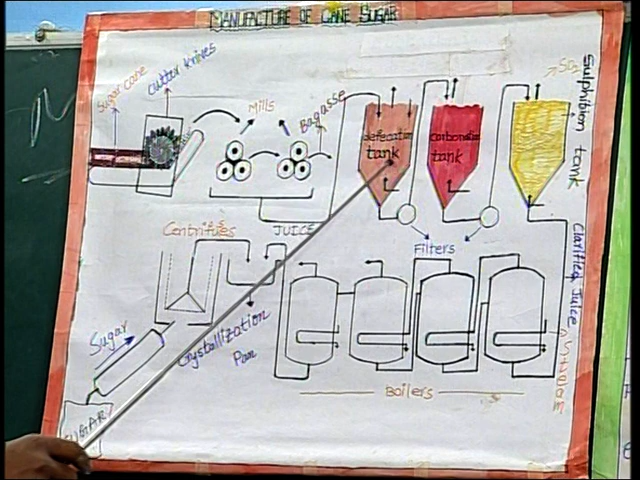 MANUFACTURE OF CANE SUGAR
Sugar cane
Cutter knives
Mills
Bagasse
defecation
tank
carbonation
tank
SO2
Sulphition tank
JUICE
Filters
Centrifuges
Crystallization
Pan
Clarified Juice
Boilers
Sugar
SUGAR